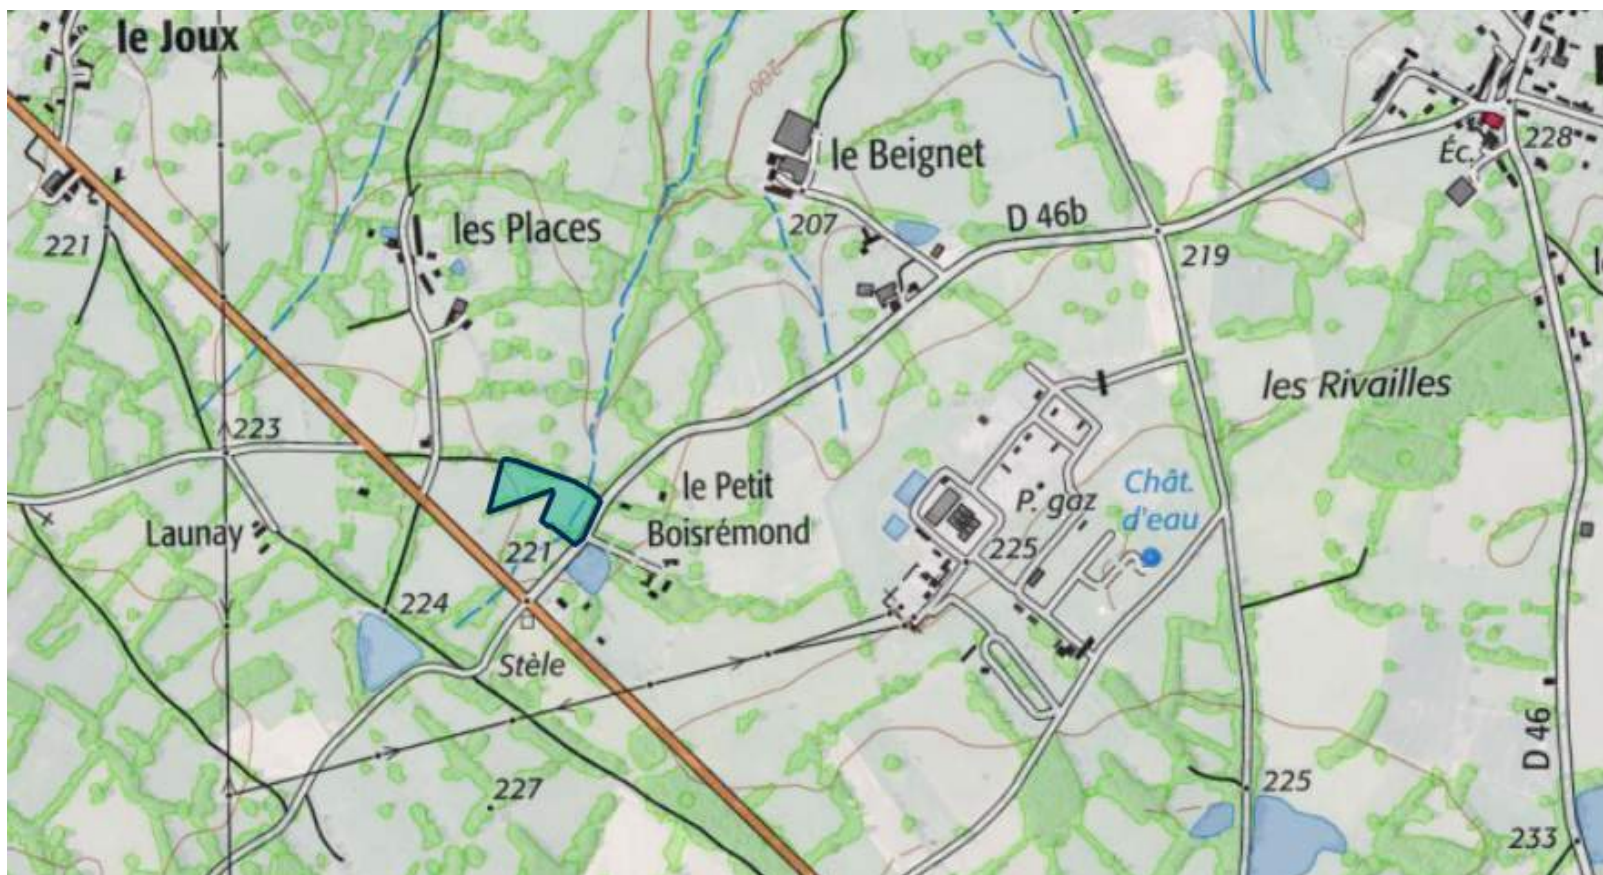 le Joux
200
le Beignet
Éc.
228
les Places
207
D 46b
221
219
les Rivailles
223
le Petit
Boisrémond
P. gaz
Chât.
d'eau
Launay
221
225
224
Stèle
D 46
227
225
233